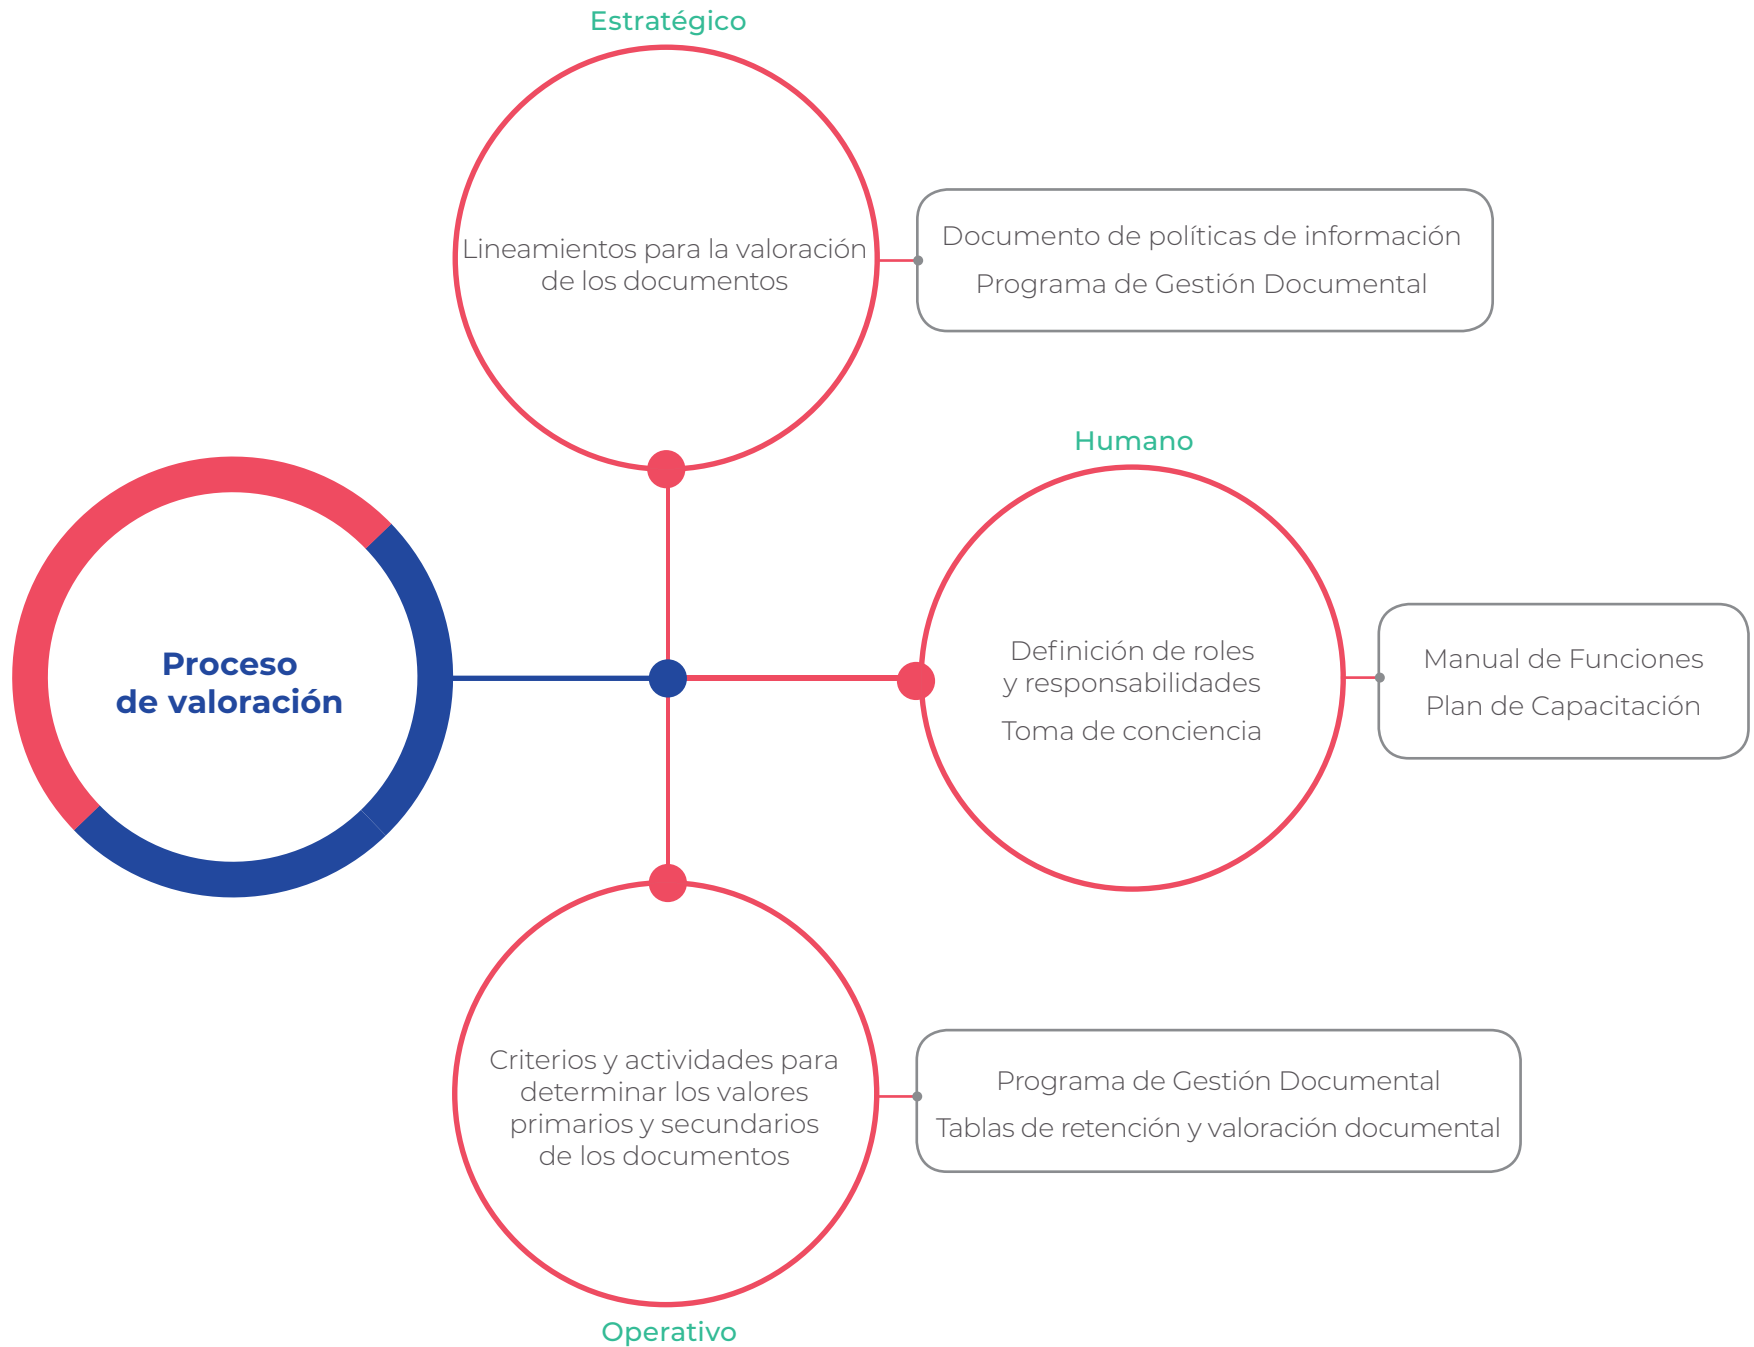 Estratégico
Lineamientos para la valoración
de los documentos
Documento de políticas de información
Programa de Gestión Documental
Humano
Definición de roles
y responsabilidades
Toma de conciencia
Manual de Funciones
Plan de Capacitación
Proceso
de valoración
Criterios y actividades para
determinar los valores
primarios y secundarios
de los documentos
Programa de Gestión Documental
Tablas de retención y valoración documental
Operativo